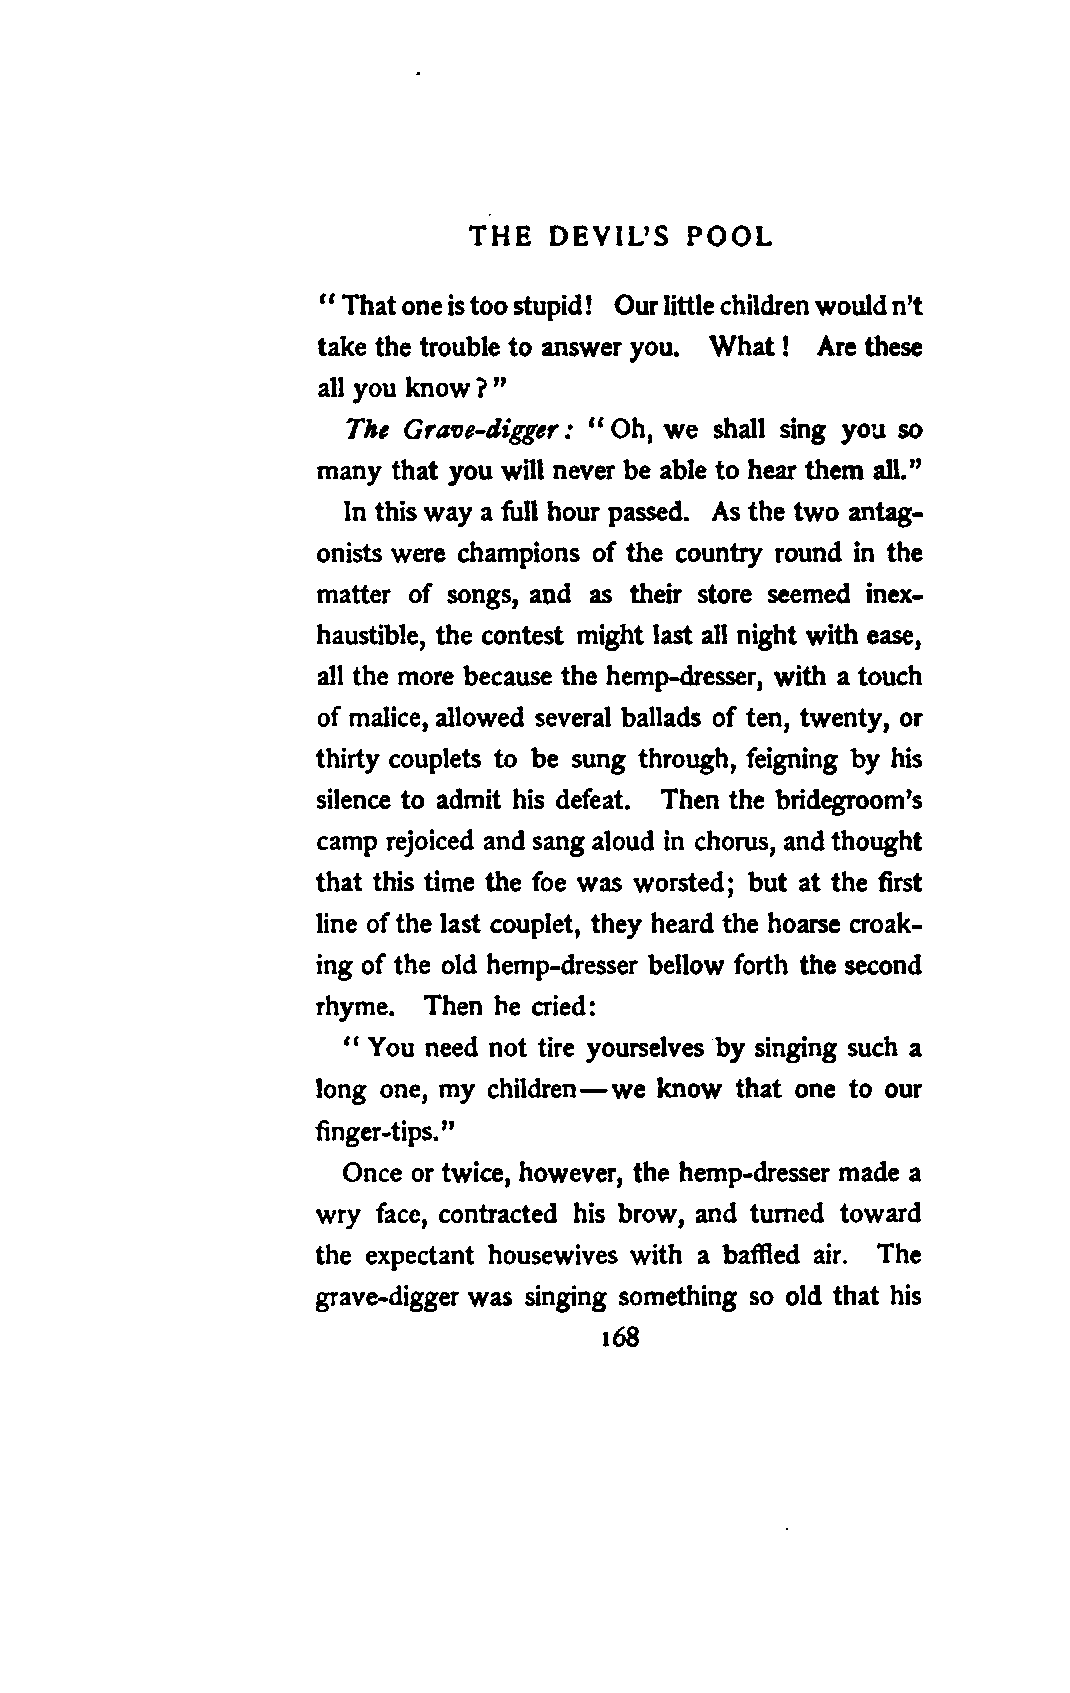 THE DEVIL'S POOL
"That one is too stupid! Our little children would n't
take the trouble to answer you. What! Are these
all you know?"
The Grave-digger: "Oh, we shall sing you so
many that you will never be able to hear them all."
In this way a full hour passed. As the two antag-
onists were champions of the country round in the
matter of songs, and as their store seemed inex-
haustible, the contest might last all night with ease,
all the more because the hemp-dresser, with a touch
of malice, allowed several ballads of ten, twenty, or
thirty couplets to be sung through, feigning by his
silence to admit his defeat. Then the bridegroom's
camp rejoiced and sang aloud in chorus, and thought
that this time the foe was worsted; but at the first
line of the last couplet, they heard the hoarse croak-
ing of the old hemp-dresser bellow forth the second
rhyme. Then he cried:
"You need not tire yourselves by singing such a
long one, my children—we know that one to our
finger-tips."
Once or twice, however, the hemp-dresser made a
wry face, contracted his brow, and turned toward
the expectant housewives with a baffled air. The
grave-digger was singing something so old that his
168